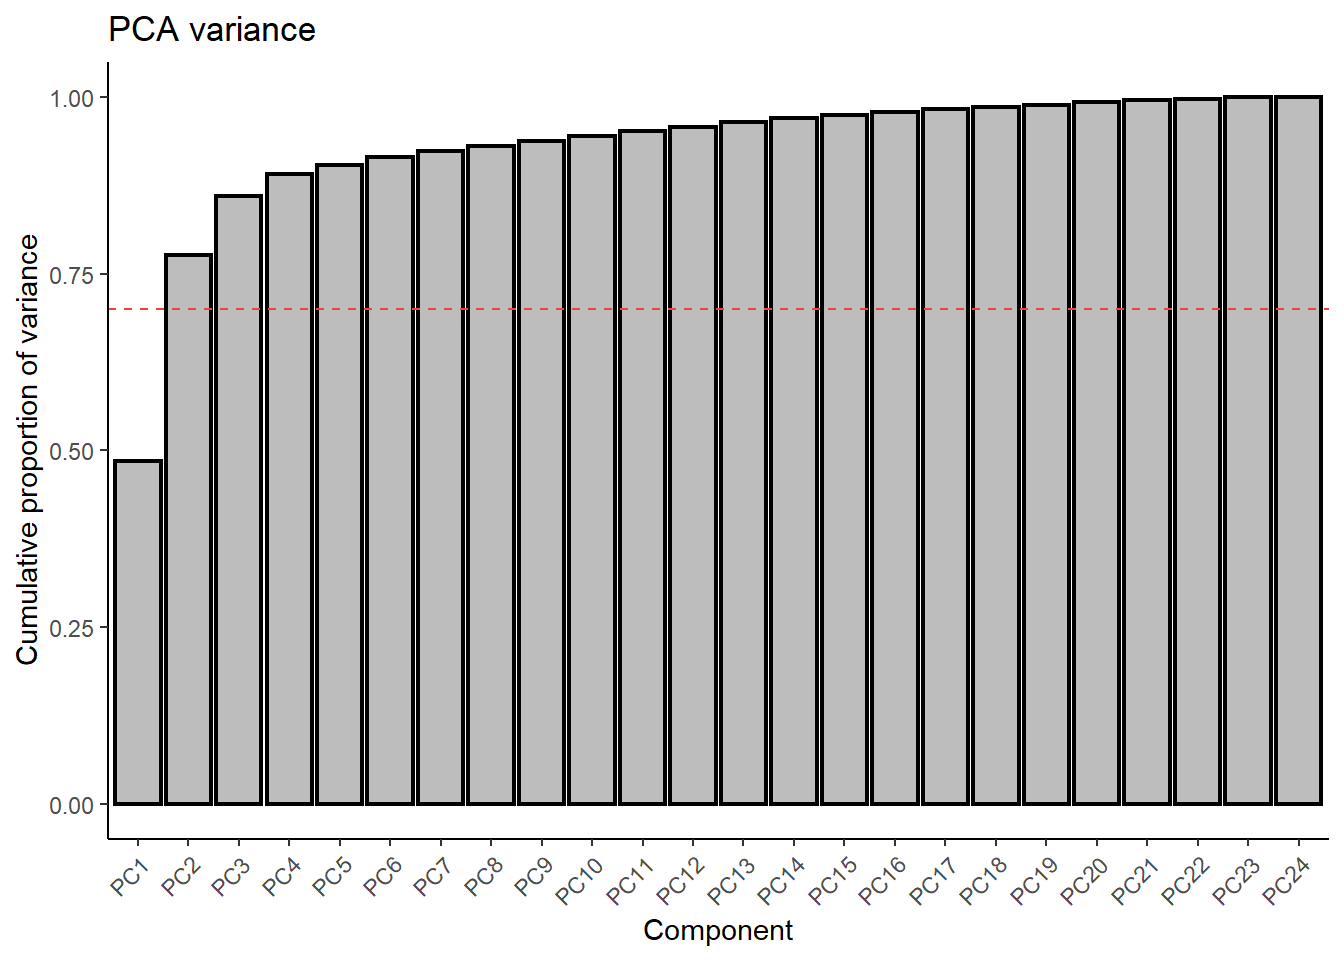 PCA variance
Cumulative proportion of variance
1.00
0.75
0.50
0.25
0.00
PC1 PC2 PC3 PC4 PC5 PC6 PC7 PC8 PC9 PC10 PC11 PC12 PC13 PC14 PC15 PC16 PC17 PC18 PC19 PC20 PC21 PC22 PC23 PC24
Component